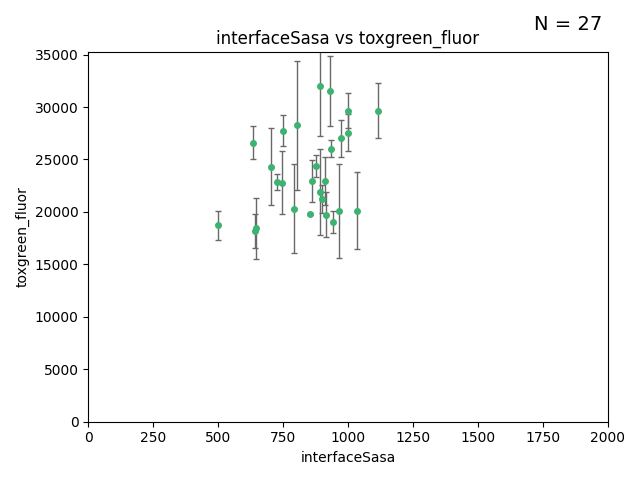 N = 27
interfaceSasa vs toxgreen_fluor
35000
30000
25000
20000
15000
10000
5000
0
toxgreen_fluor
0 250 500 750 1000 1250 1500 1750 2000
interfaceSasa